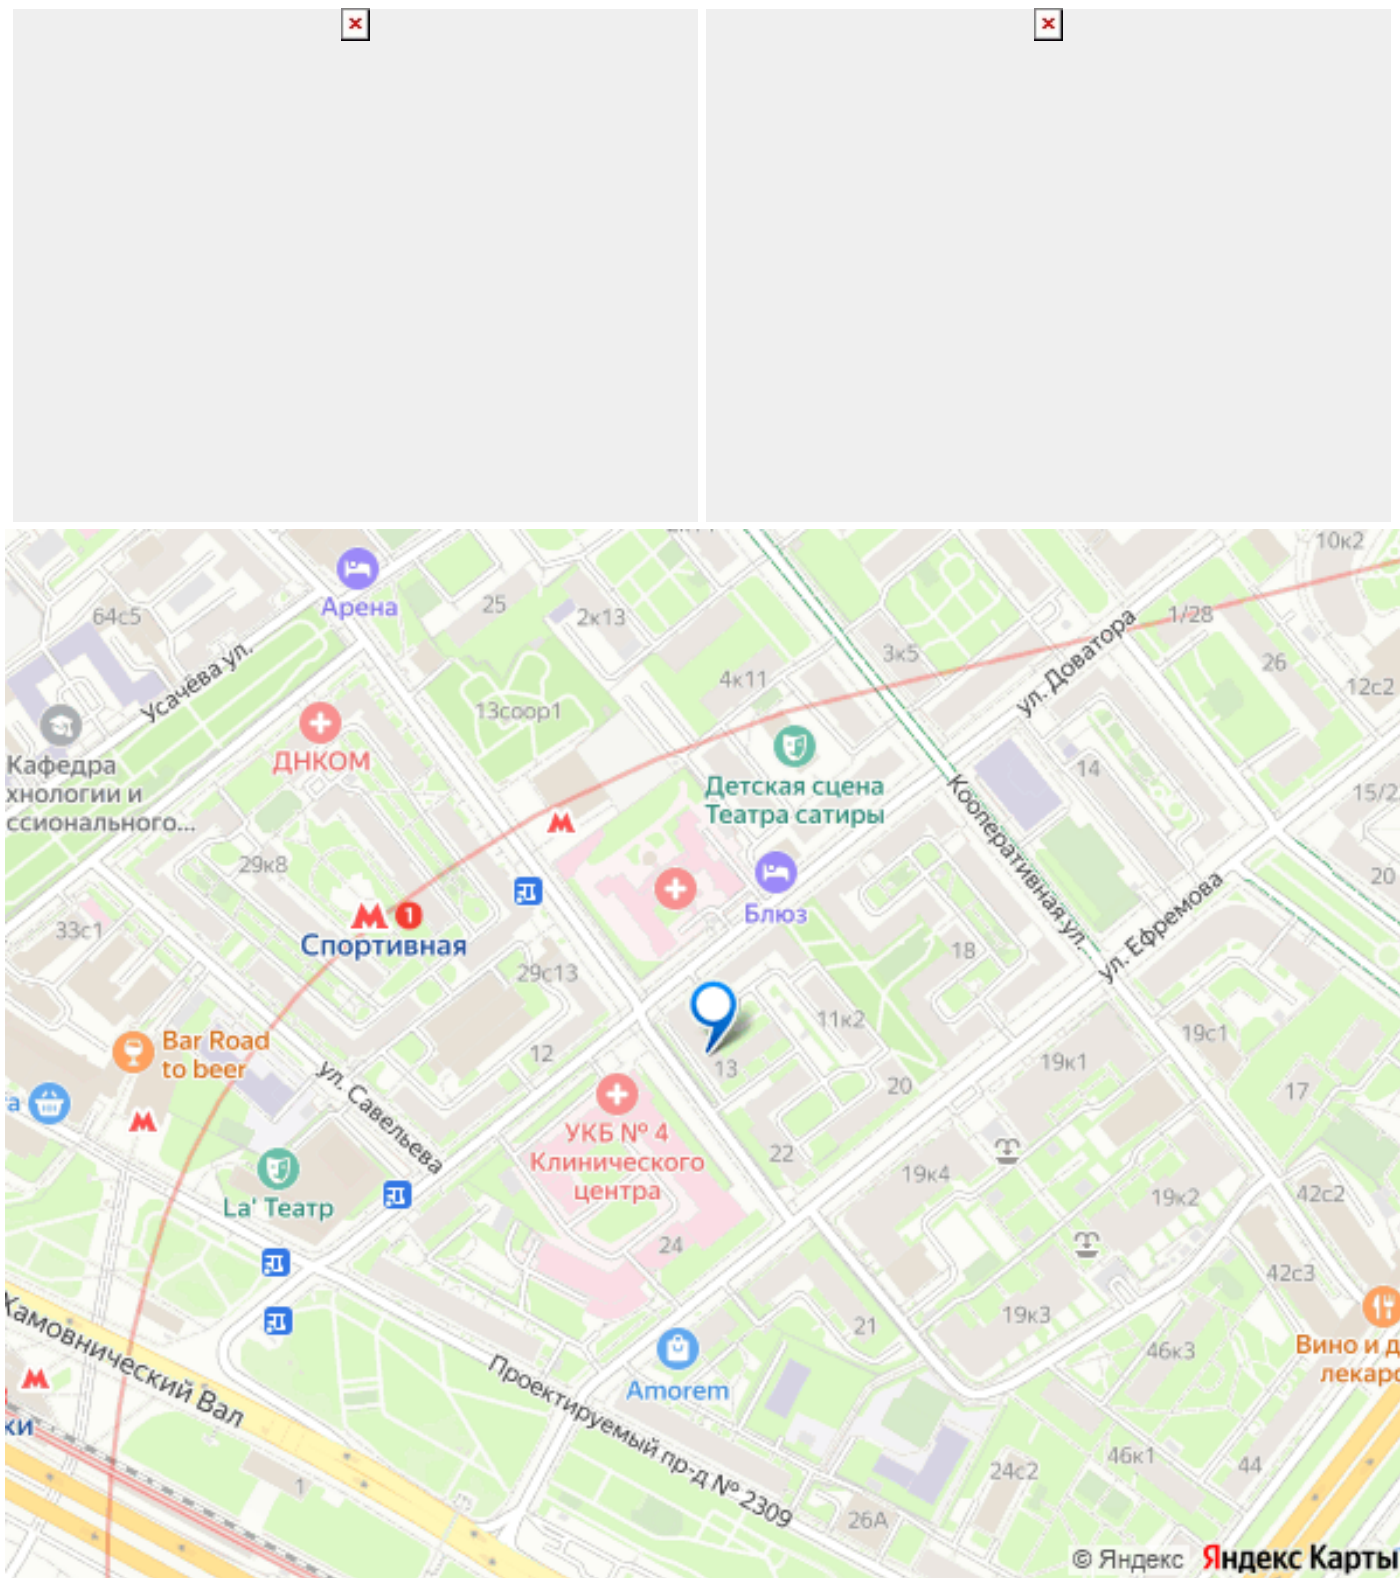 10к2
Арена
64с5
25
2к13
1/28
ул. Доватора
3к5
26
Усачёва ул.
4к11
12с2
13соор1
ДНКОМ
Кафедра
хнологии и
ссионального...
14
Детская сцена
Театра сатиры
15/2
Кооперативная ул.
29к8
20
1
Блюз
33с1
Спортивная
18
ул. Ефремова
29с13
11к2
19с1
Bar Road
to beer
12
13
19к1
ул. Савельева
20
17
УКБ № 4
Клинического
центра
22
19к4
19к2
42с2
La' Театр
24
42с3
Хамовнический Вал
19к3
21
46к3
Вино и
лекар
Проектируемый пр-д № 2309
Amorem
ки
46к1
44
24с2
1
26А
© Яндекс Яндекс Карты